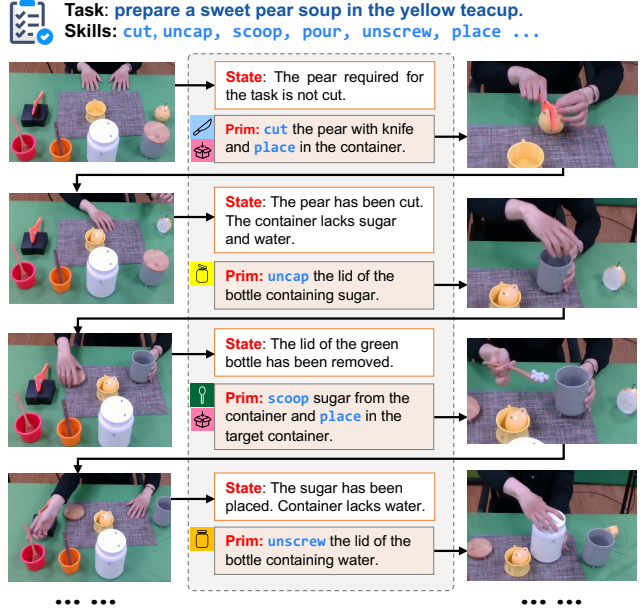 Task: prepare a sweet pear soup in the yellow teacup.
Skills: cut, uncap, scoop, pour, unscrew, place ...
State: The pear required for
the task is not cut.
Prim: cut the pear with knife
and place in the container.
State: The pear has been cut.
The container lacks sugar
and water.
Prim: uncap the lid of the
bottle containing sugar.
State: The lid of the green
bottle has been removed.
Prim: scoop sugar from the
container and place in the
target container.
State: The sugar has been
placed. Container lacks water.
Prim: unscrew the lid of the
bottle containing water.
... ...
... ...